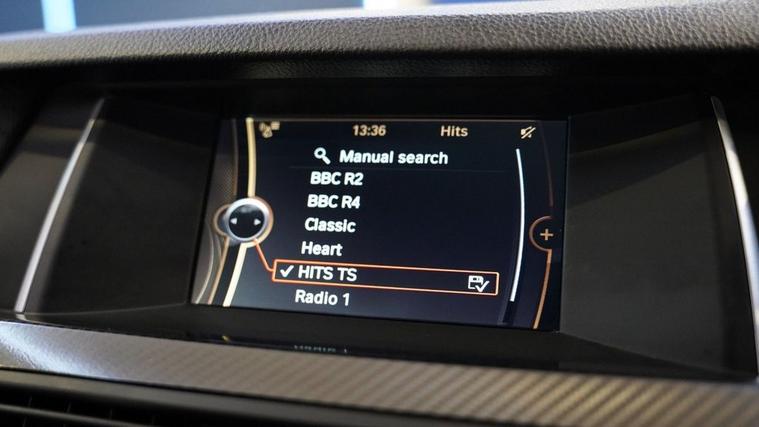 13:36 Hits
Manual search
BBC R2
BBC R4
Classic
Heart
HITS TS
Radio 1